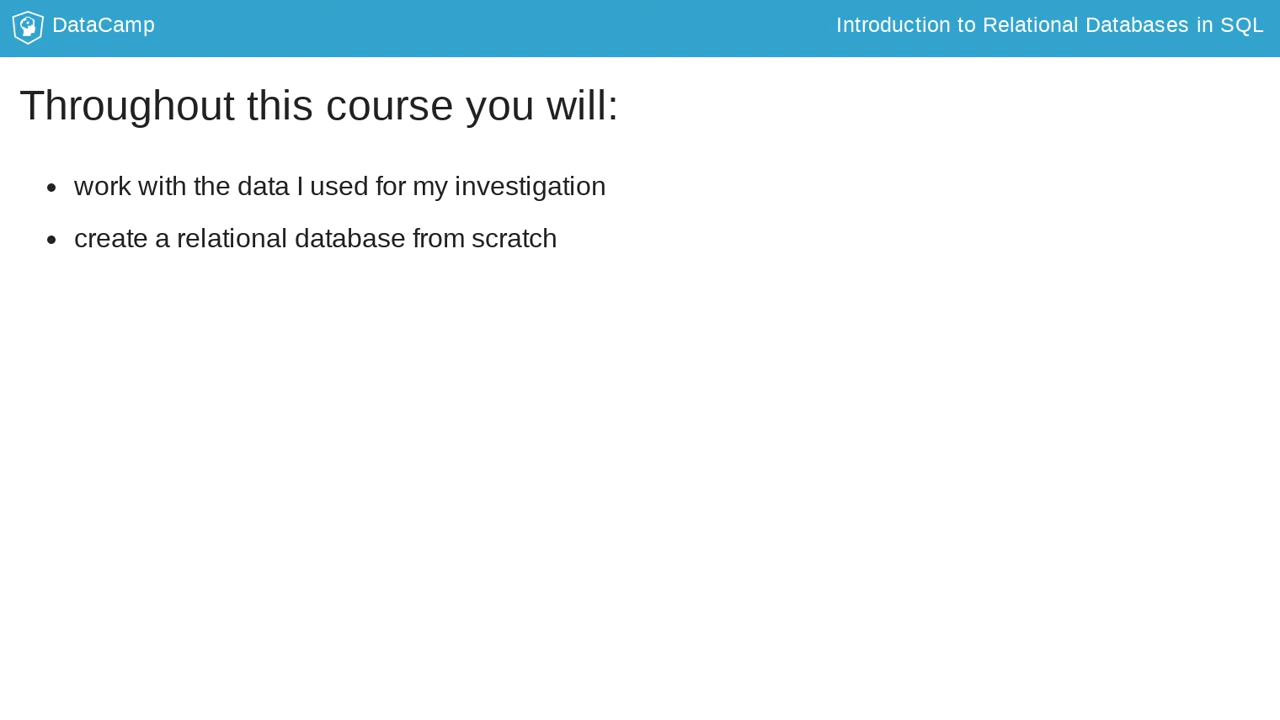 DataCamp
Introduction to Relational Databases in SQL
Throughout this course you will:
work with the data I used for my investigation
create a relational database from scratch